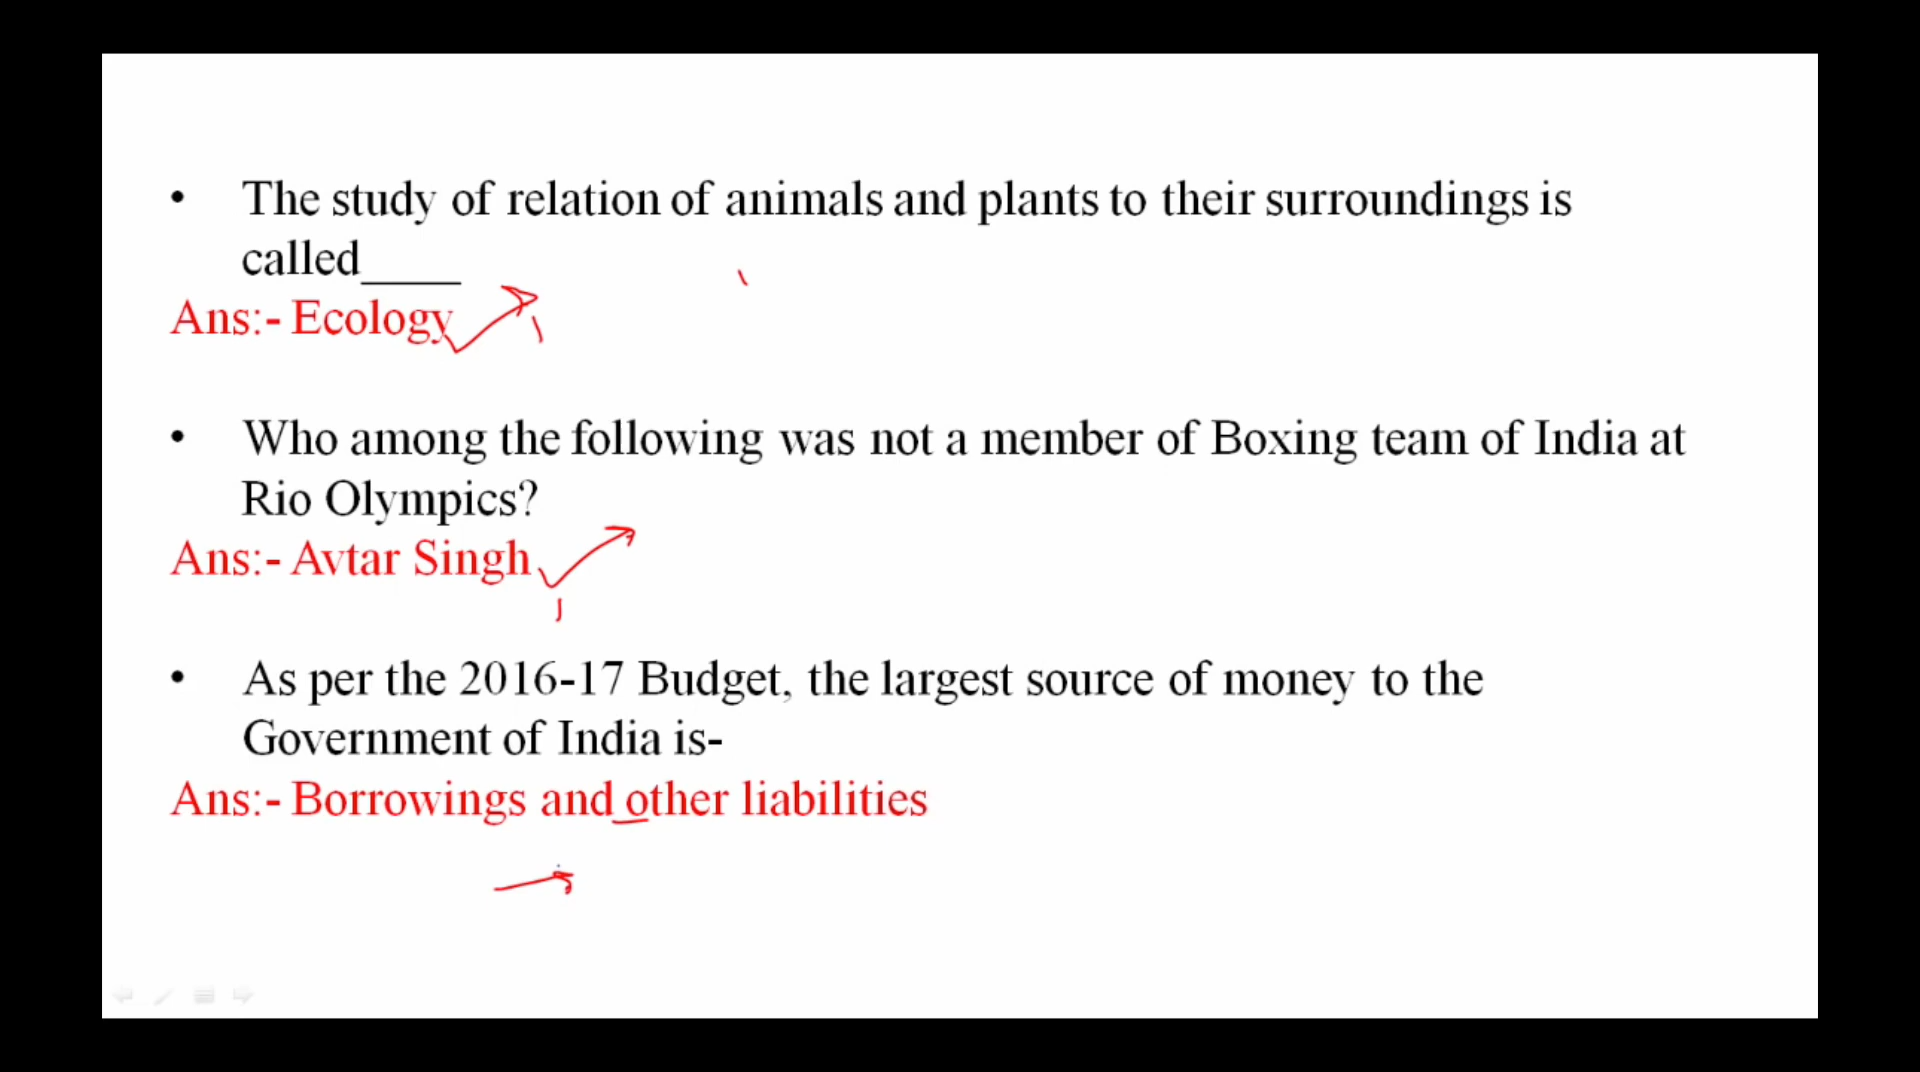 • The study of relation of animals and plants to their surroundings is
called____
Ans:- Ecology
• Who among the following was not a member of Boxing team of India at
Rio Olympics?
Ans:- Avtar Singh
• As per the 2016-17 Budget, the largest source of money to the
Government of India is-
Ans:- Borrowings and other liabilities